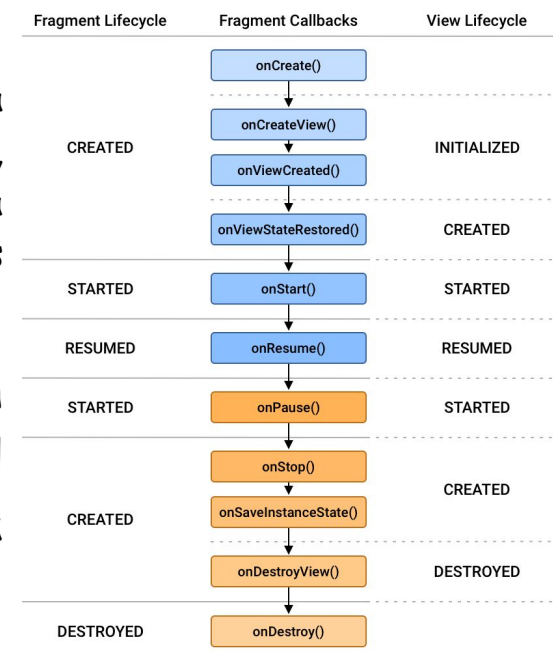 Fragment Lifecycle Fragment Callbacks View Lifecycle
onCreate()
onCreateView()
CREATED INITIALIZED
onViewCreated()
onViewStateRestored() CREATED
STARTED onStart() STARTED
RESUMED onResume() RESUMED
STARTED onPause() STARTED
onStop()
CREATED
onSaveInstanceState()
CREATED
onDestroyView() DESTROYED
DESTROYED onDestroy()